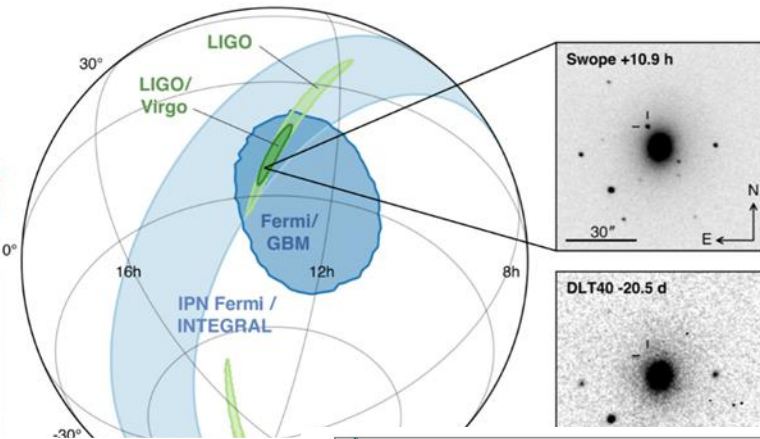 LIGO
LIGO/
Virgo
30°
0°
-30°
16h
12h
8h
Fermi/
GBM
IPN Fermi /
INTEGRAL
Swope +10.9 h
N
E
30"
DLT40 -20.5 d